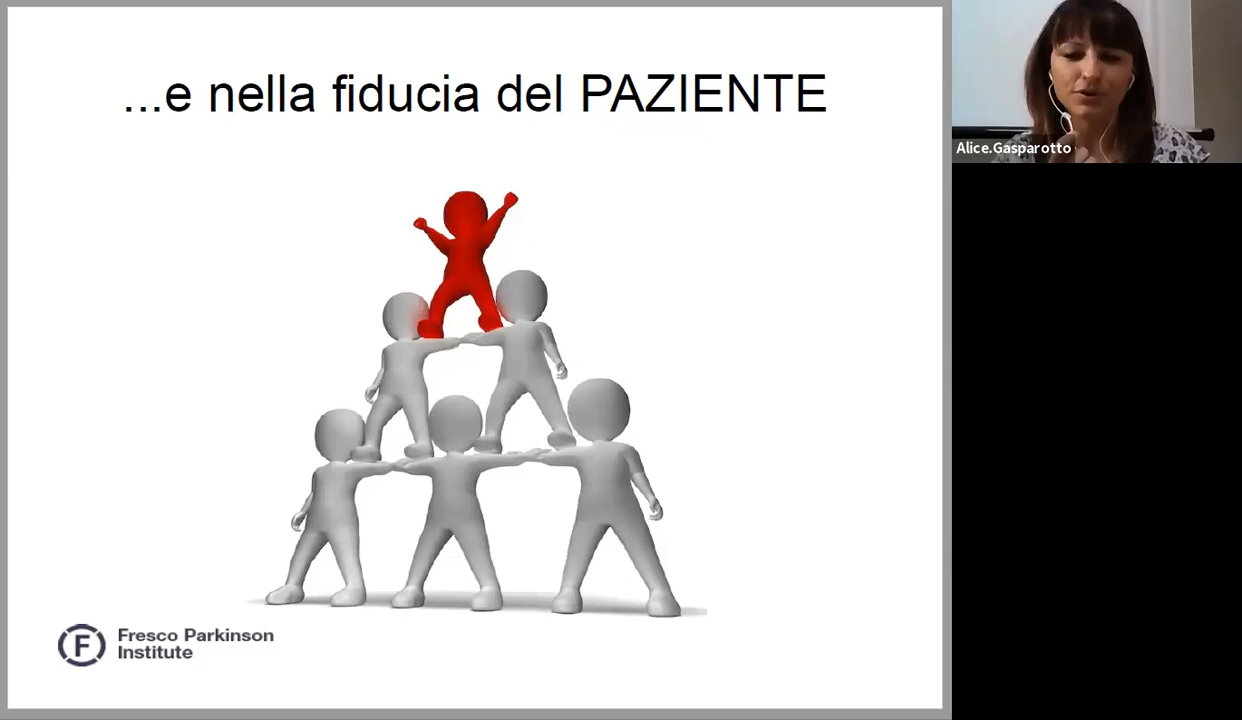 ...e nella fiducia del PAZIENTE
Alice.Gasparotto
F
Fresco Parkinson
Institute